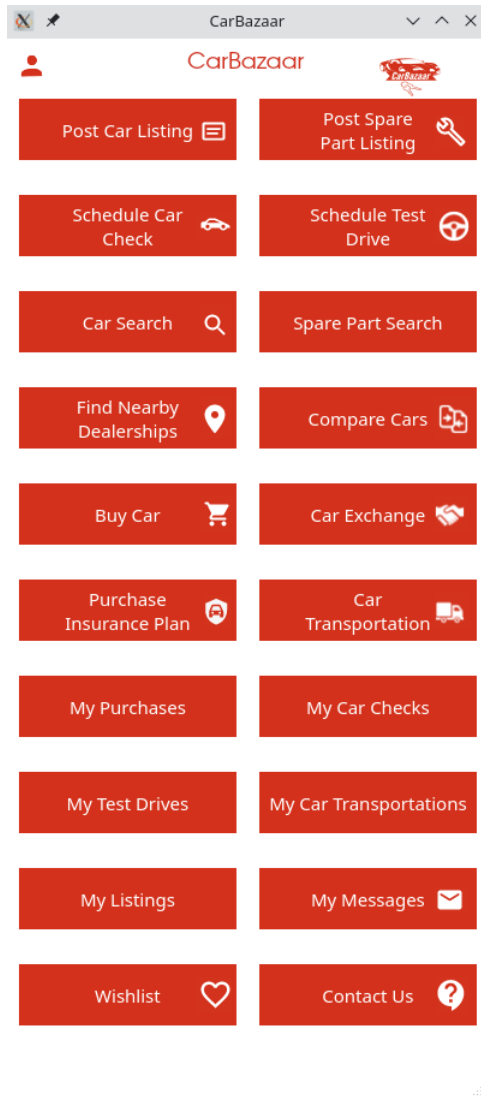 CarBazaar
CarBazaar
CarBazaar
Post Car Listing
Post Spare
Part Listing
Schedule Car
Check
Schedule Test
Drive
Car Search
Spare Part Search
Find Nearby
Dealerships
Compare Cars
Buy Car
Car Exchange
Purchase
Insurance Plan
Car
Transportation
My Purchases
My Car Checks
My Test Drives
My Car Transportations
My Listings
My Messages
Wishlist
Contact Us